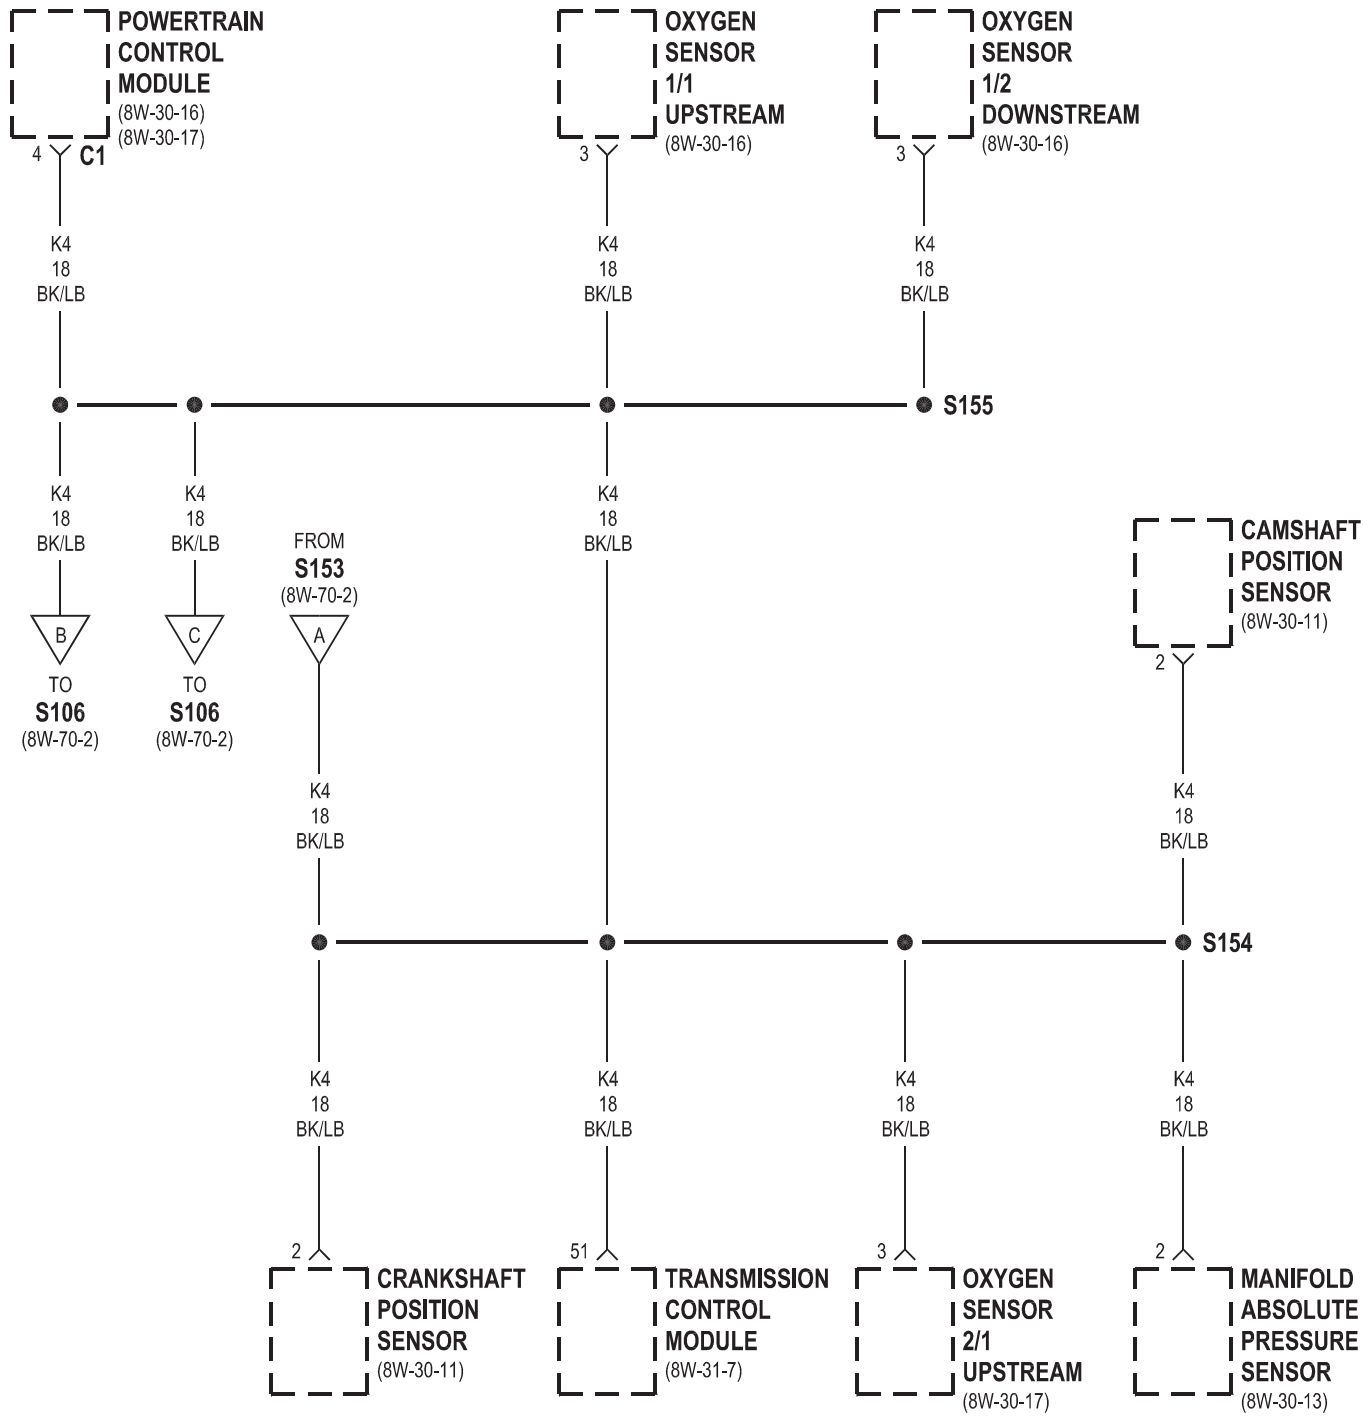 POWERTRAIN
CONTROL
MODULE
(8W-30-16)
(8W-30-17)
4
C1
OXYGEN
SENSOR
1/1
UPSTREAM
(8W-30-16)
3
OXYGEN
SENSOR
1/2
DOWNSTREAM
(8W-30-16)
3
K4
18
BK/LB
K4
18
BK/LB
K4
18
BK/LB
S155
K4
18
BK/LB
K4
18
BK/LB
K4
18
BK/LB
B
TO
S106
(8W-70-2)
C
TO
S106
(8W-70-2)
FROM
S153
(8W-70-2)
A
CAMSHAFT
POSITION
SENSOR
(8W-30-11)
2
K4
18
BK/LB
K4
18
BK/LB
S154
K4
18
BK/LB
K4
18
BK/LB
K4
18
BK/LB
K4
18
BK/LB
2
CRANKSHAFT
POSITION
SENSOR
(8W-30-11)
51
TRANSMISSION
CONTROL
MODULE
(8W-31-7)
3
OXYGEN
SENSOR
2/1
UPSTREAM
(8W-30-17)
2
MANIFOLD
ABSOLUTE
PRESSURE
SENSOR
(8W-30-13)